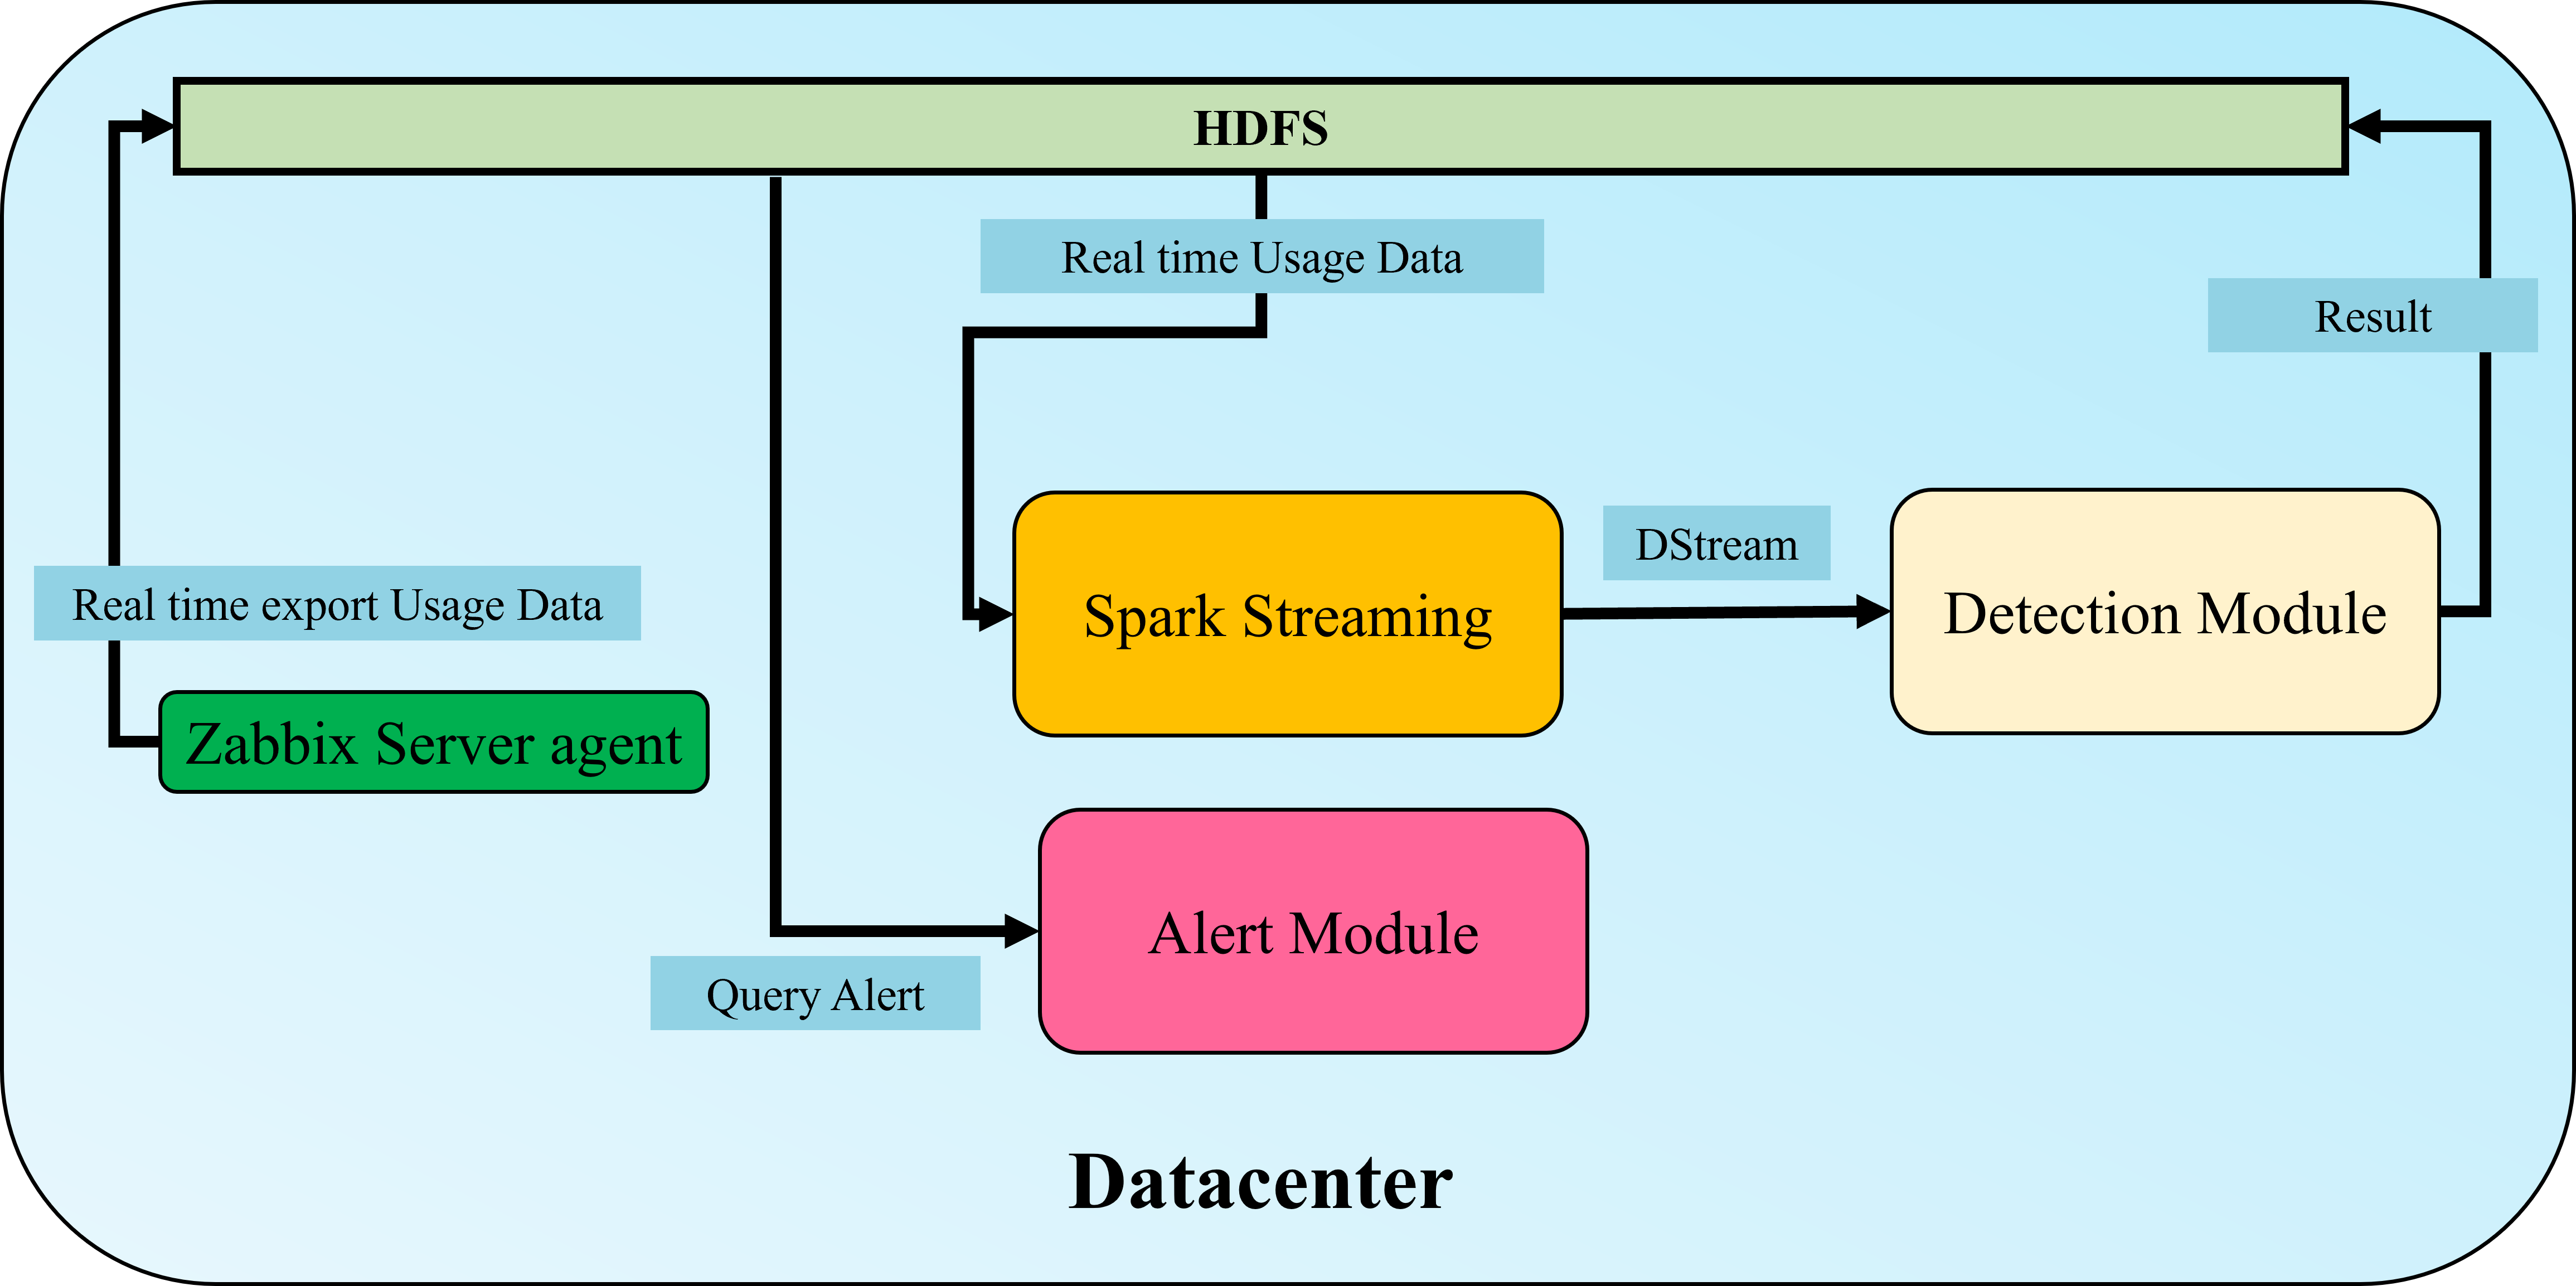 HDFS
Real time Usage Data
Result
DStream
Real time export Usage Data
Spark Streaming
Detection Module
Zabbix Server agent
Alert Module
Query Alert
Datacenter